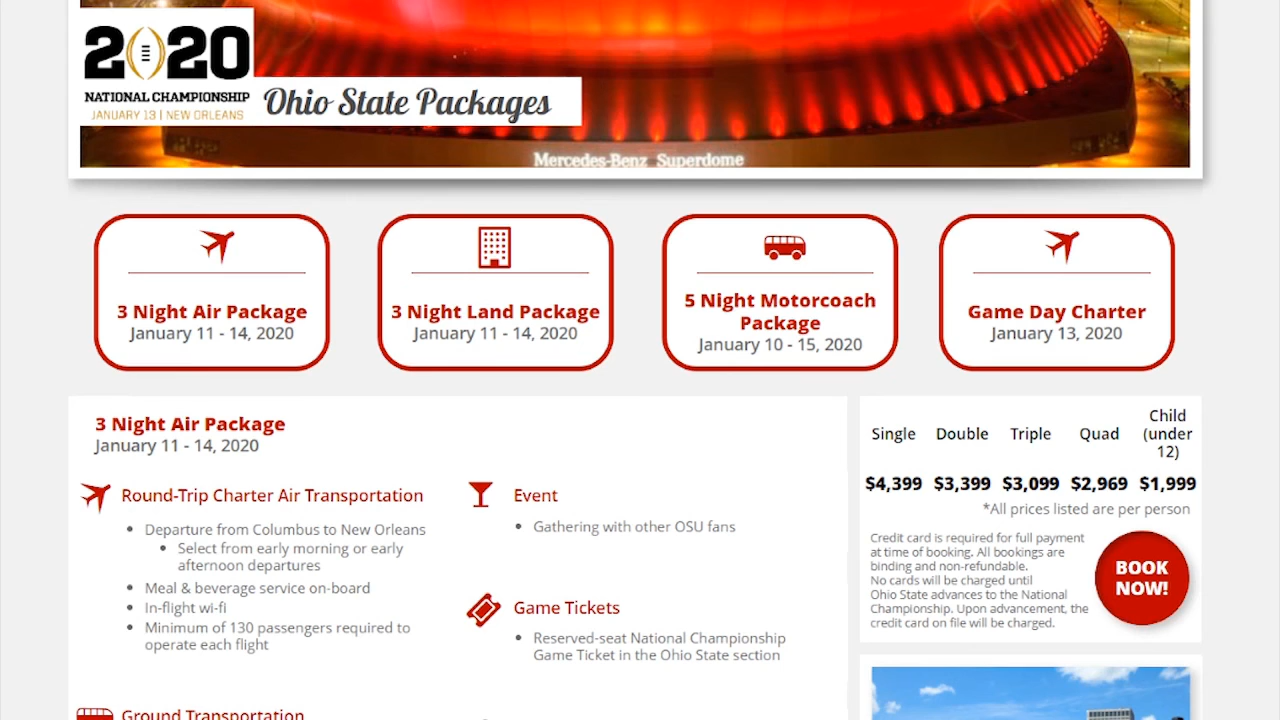 2020
NATIONAL CHAMPIONSHIP
JANUARY 13 | NEW ORLEANS
Ohio State Packages
Mercedes-Benz Superdome
3 Night Air Package
January 11 - 14, 2020
3 Night Land Package
January 11 - 14, 2020
5 Night Motorcoach
Package
January 10 - 15, 2020
Game Day Charter
January 13, 2020
3 Night Air Package
January 11 - 14, 2020
Round-Trip Charter Air Transportation
• Departure from Columbus to New Orleans
• Select from early morning or early
afternoon departures
• Meal & beverage service on-board
• In-flight wi-fi
• Minimum of 130 passengers required to
operate each flight
Ground Transportation
Event
• Gathering with other OSU fans
Game Tickets
• Reserved-seat National Championship
Game Ticket in the Ohio State section
Single Double Triple Quad Child
(under
12)
$4,399 $3,399 $3,099 $2,969 $1,999
*All prices listed are per person
Credit card is required for full payment
at time of booking. All bookings are
binding and non-refundable.
No cards will be charged until
Ohio State advances to the National
Championship. Upon advancement, the
credit card on file will be charged.
BOOK
NOW!